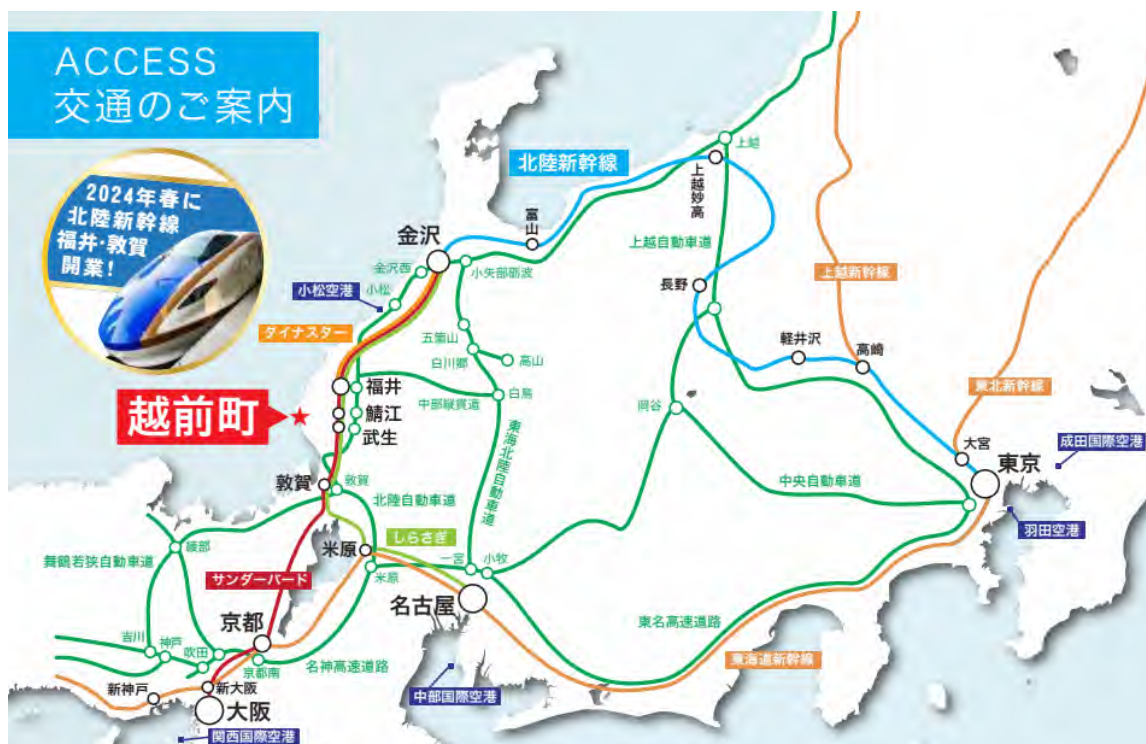 ACCESS
交通のご案内
2024年春に
北陸新幹線
福井・敦賀
開業!
北陸新幹線
上越
上越妙高
富山
金沢
金沢西
小松
小松空港
小矢部砺波
上越自動車道
上越新幹線
長野
ダイナスター
五箇山
白川郷
高山
軽井沢
高崎
越前町
福井
鯖江
武生
中部縦貫道
白鳥
岡谷
東北新幹線
東海北陸自動車道
大宮
東京
成田国際空港
敦賀
敦賀
北陸自動車道
中央自動車道
羽田空港
舞鶴若狭自動車道
綾部
しらさぎ
米原
米原
一宮
小牧
サンダーバード
名古屋
京都
東名高速道路
東海道新幹線
吉川
神戸
吹田
京都南
名神高速道路
中部国際空港
新神戸
新大阪
大阪
関西国際空港